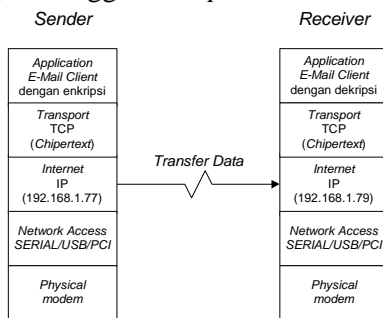 Sender
Receiver
Application
E-Mail Client
dengan enkripsi
Transport
TCP
(Chipertext)
Internet
IP
(192.168.1.77)
Network Access
SERIAL/USB/PCI
Physical
modem
Transfer Data
Application
E-Mail Client
dengan dekripsi
Transport
TCP
(Chipertext)
Internet
IP
(192.168.1.79)
Network Access
SERIAL/USB/PCI
Physical
modem